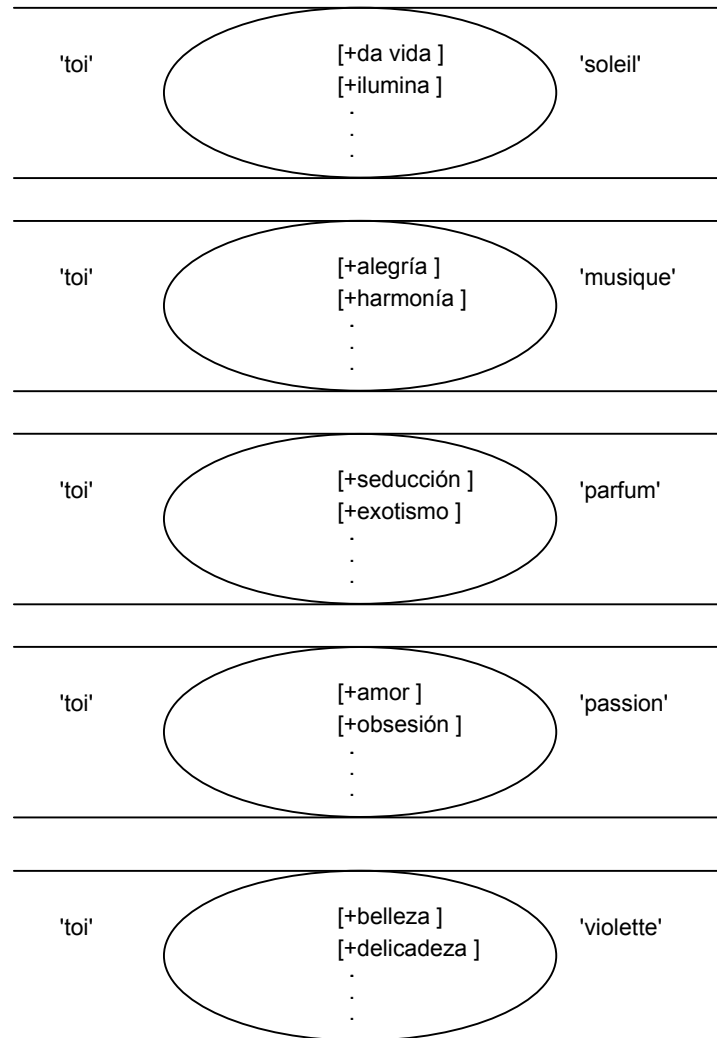 'toi' [+da vida ] 'soleil'
[+ilumina ]
.
.
.
'toi' [+alegría ] 'musique'
[+harmonía ]
.
.
.
'toi' [+seducción ] 'parfum'
[+exotismo ]
.
.
.
'toi' [+amor ] 'passion'
[+obsesión ]
.
.
.
'toi' [+belleza ] 'violette'
[+delicadeza ]
.
.
.